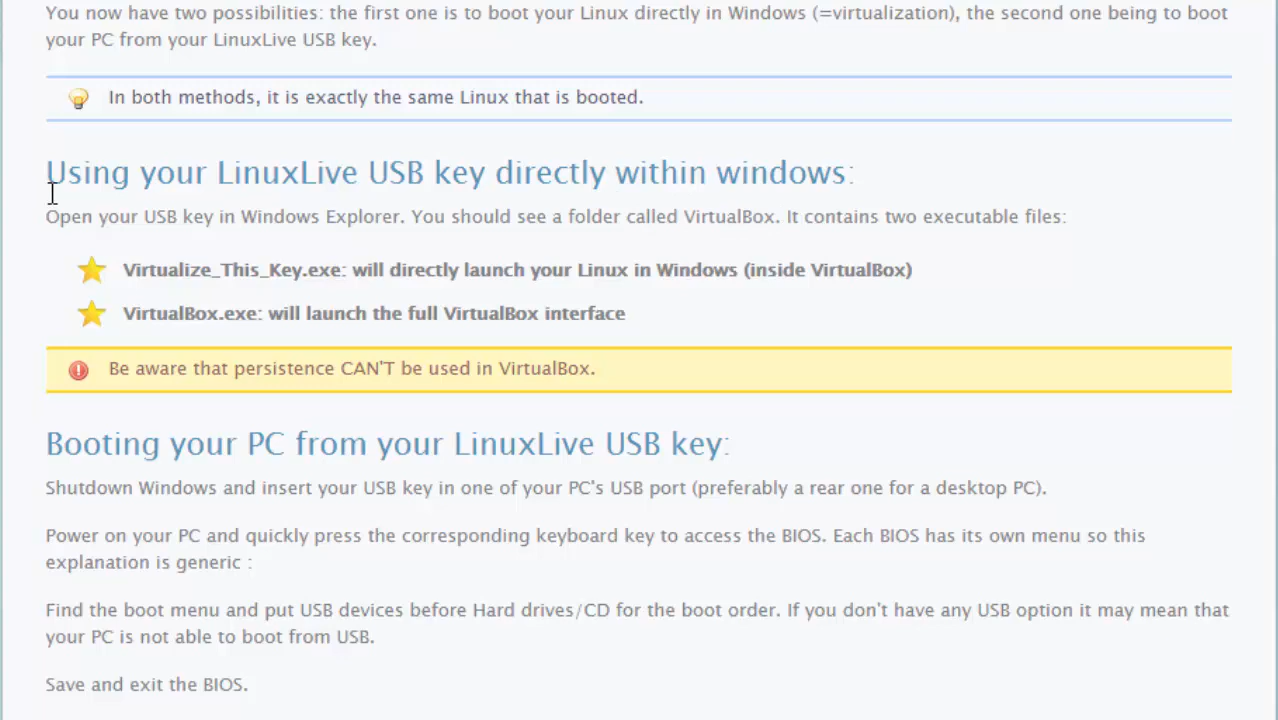 You now have two possibilities: the first one is to boot your Linux directly in Windows (=virtualization), the second one being to boot
your PC from your LinuxLive USB key.
In both methods, it is exactly the same Linux that is booted.
Using your LinuxLive USB key directly within windows:
Open your USB key in Windows Explorer. You should see a folder called VirtualBox. It contains two executable files:
Virtualize_This_Key.exe: will directly launch your Linux in Windows (inside VirtualBox)
VirtualBox.exe: will launch the full VirtualBox interface
Be aware that persistence CAN'T be used in VirtualBox.
Booting your PC from your LinuxLive USB key:
Shutdown Windows and insert your USB key in one of your PC's USB port (preferably a rear one for a desktop PC).
Power on your PC and quickly press the corresponding keyboard key to access the BIOS. Each BIOS has its own menu so this
explanation is generic :
Find the boot menu and put USB devices before Hard drives/CD for the boot order. If you don't have any USB option it may mean that
your PC is not able to boot from USB.
Save and exit the BIOS.